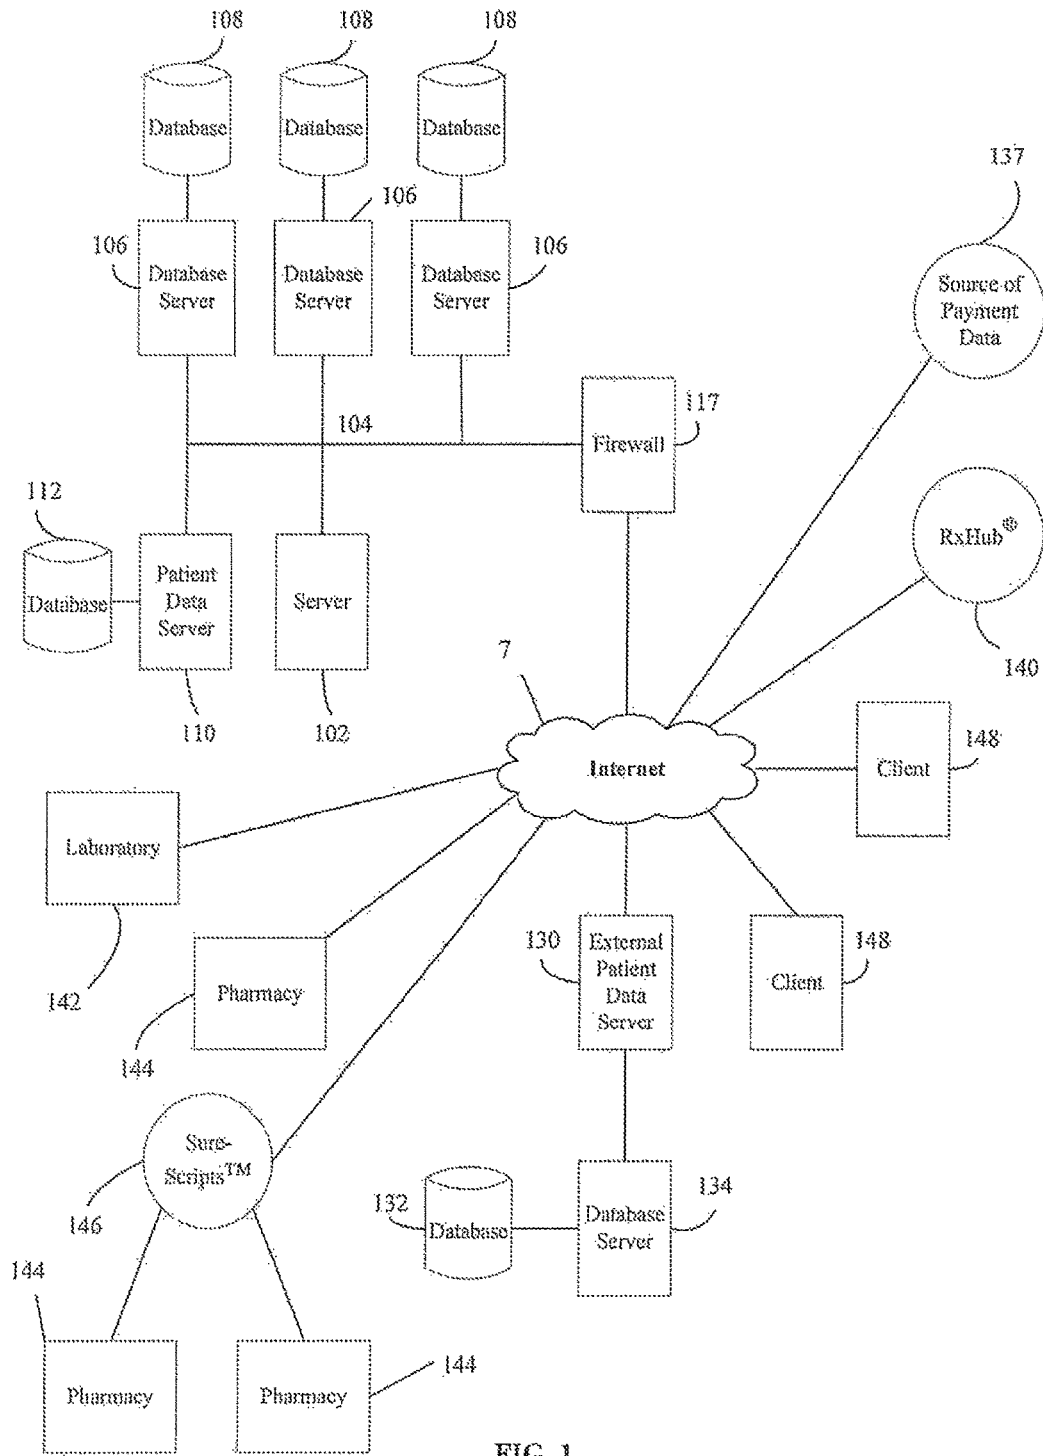 108
108
108
Database
Database
Database
137
106
106
106
Database
Server
Database
Server
Database
Server
Source of
Payment
Data
117
104
Firewall
112
RxHub®
Database
Patient
Data
Server
Server
7
140
110
102
148
Internet
Client
Laboratory
130
External
Patient
Data
Server
148
Client
142
Pharmacy
144
Sure-
Scripts™
146
132
Database
134
Database
Server
144
Pharmacy
Pharmacy
144
FIG. 1